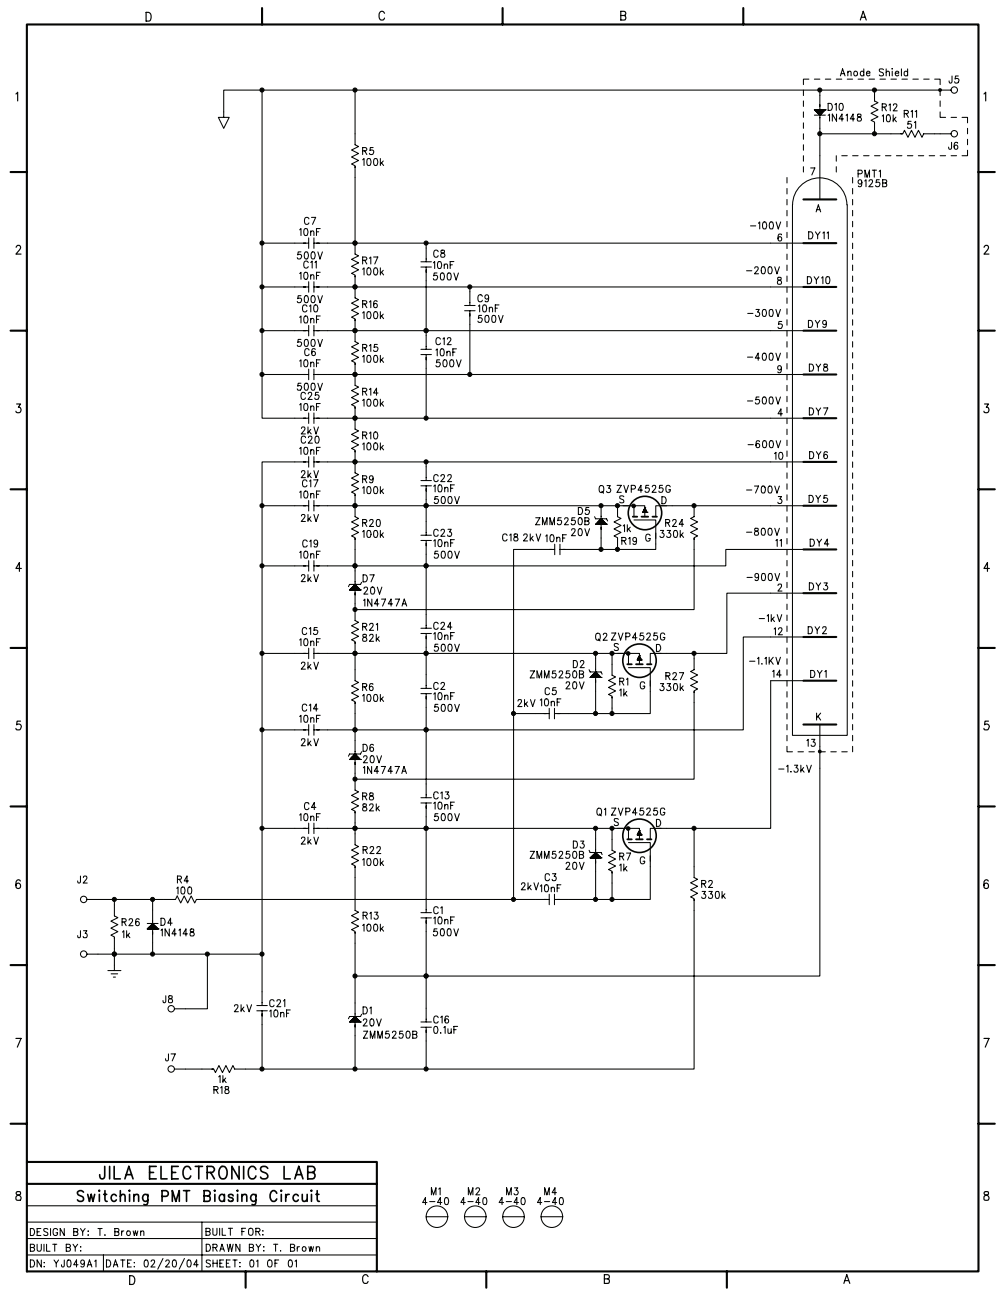 D C B A
1
Anode Shield
J5
1
D10
1N4148
R12
10k
R11
51
J6
R5
100k
7
PMT1
9125B
A
C7
10nF
500V
-100V
6
DY11
2
R17
100k
C8
10nF
500V
2
C11
10nF
500V
-200V
8
DY10
C9
10nF
500V
R16
100k
C10
10nF
500V
-300V
5
DY9
R15
100k
C12
10nF
500V
C6
10nF
500V
-400V
9
DY8
R14
100k
C25
10nF
2kV
-500V
4
DY7
3
3
R10
100k
C20
10nF
2kV
-600V
10
DY6
R9
100k
C22
10nF
500V
C17
10nF
2kV
Q3 ZVP4525G
S
D
G
-700V
3
DY5
R20
100k
C23
10nF
500V
D5
ZMM5250B
20V
1k
R19
R24
330k
C18 2kV 10nF
C19
10nF
2kV
-800V
11
DY4
4
4
D7
20V
1N4747A
-900V
2
DY3
R21
82k
C24
10nF
500V
C15
10nF
2kV
Q2 ZVP4525G
S
D
G
-1kV
12
DY2
R6
100k
C2
10nF
500V
D2
ZMM5250B
20V
R1
1k
R27
330k
C5
2kV 10nF
-1.1KV
14
DY1
C14
10nF
2kV
K
13
-1.3kV
5
5
D6
20V
1N4747A
R8
82k
C13
10nF
500V
C4
10nF
2kV
Q1 ZVP4525G
S
D
G
R22
100k
D3
ZMM5250B
20V
R7
1k
C3
2kV 10nF
R2
330k
6
6
J2
R4
100
R26
1k
D4
1N4148
J3
R13
100k
C1
10nF
500V
J8
2kV
C21
10nF
D1
20V
ZMM5250B
C16
0.1uF
7
7
J7
1k
R18
JILA ELECTRONICS LAB
Switching PMT Biasing Circuit
DESIGN BY: T. Brown
BUILT FOR:
BUILT BY:
DRAWN BY: T. Brown
DN: YJ049A1
DATE: 02/20/04
SHEET: 01 OF 01
M1
4-40
M2
4-40
M3
4-40
M4
4-40
8
8
D C B A